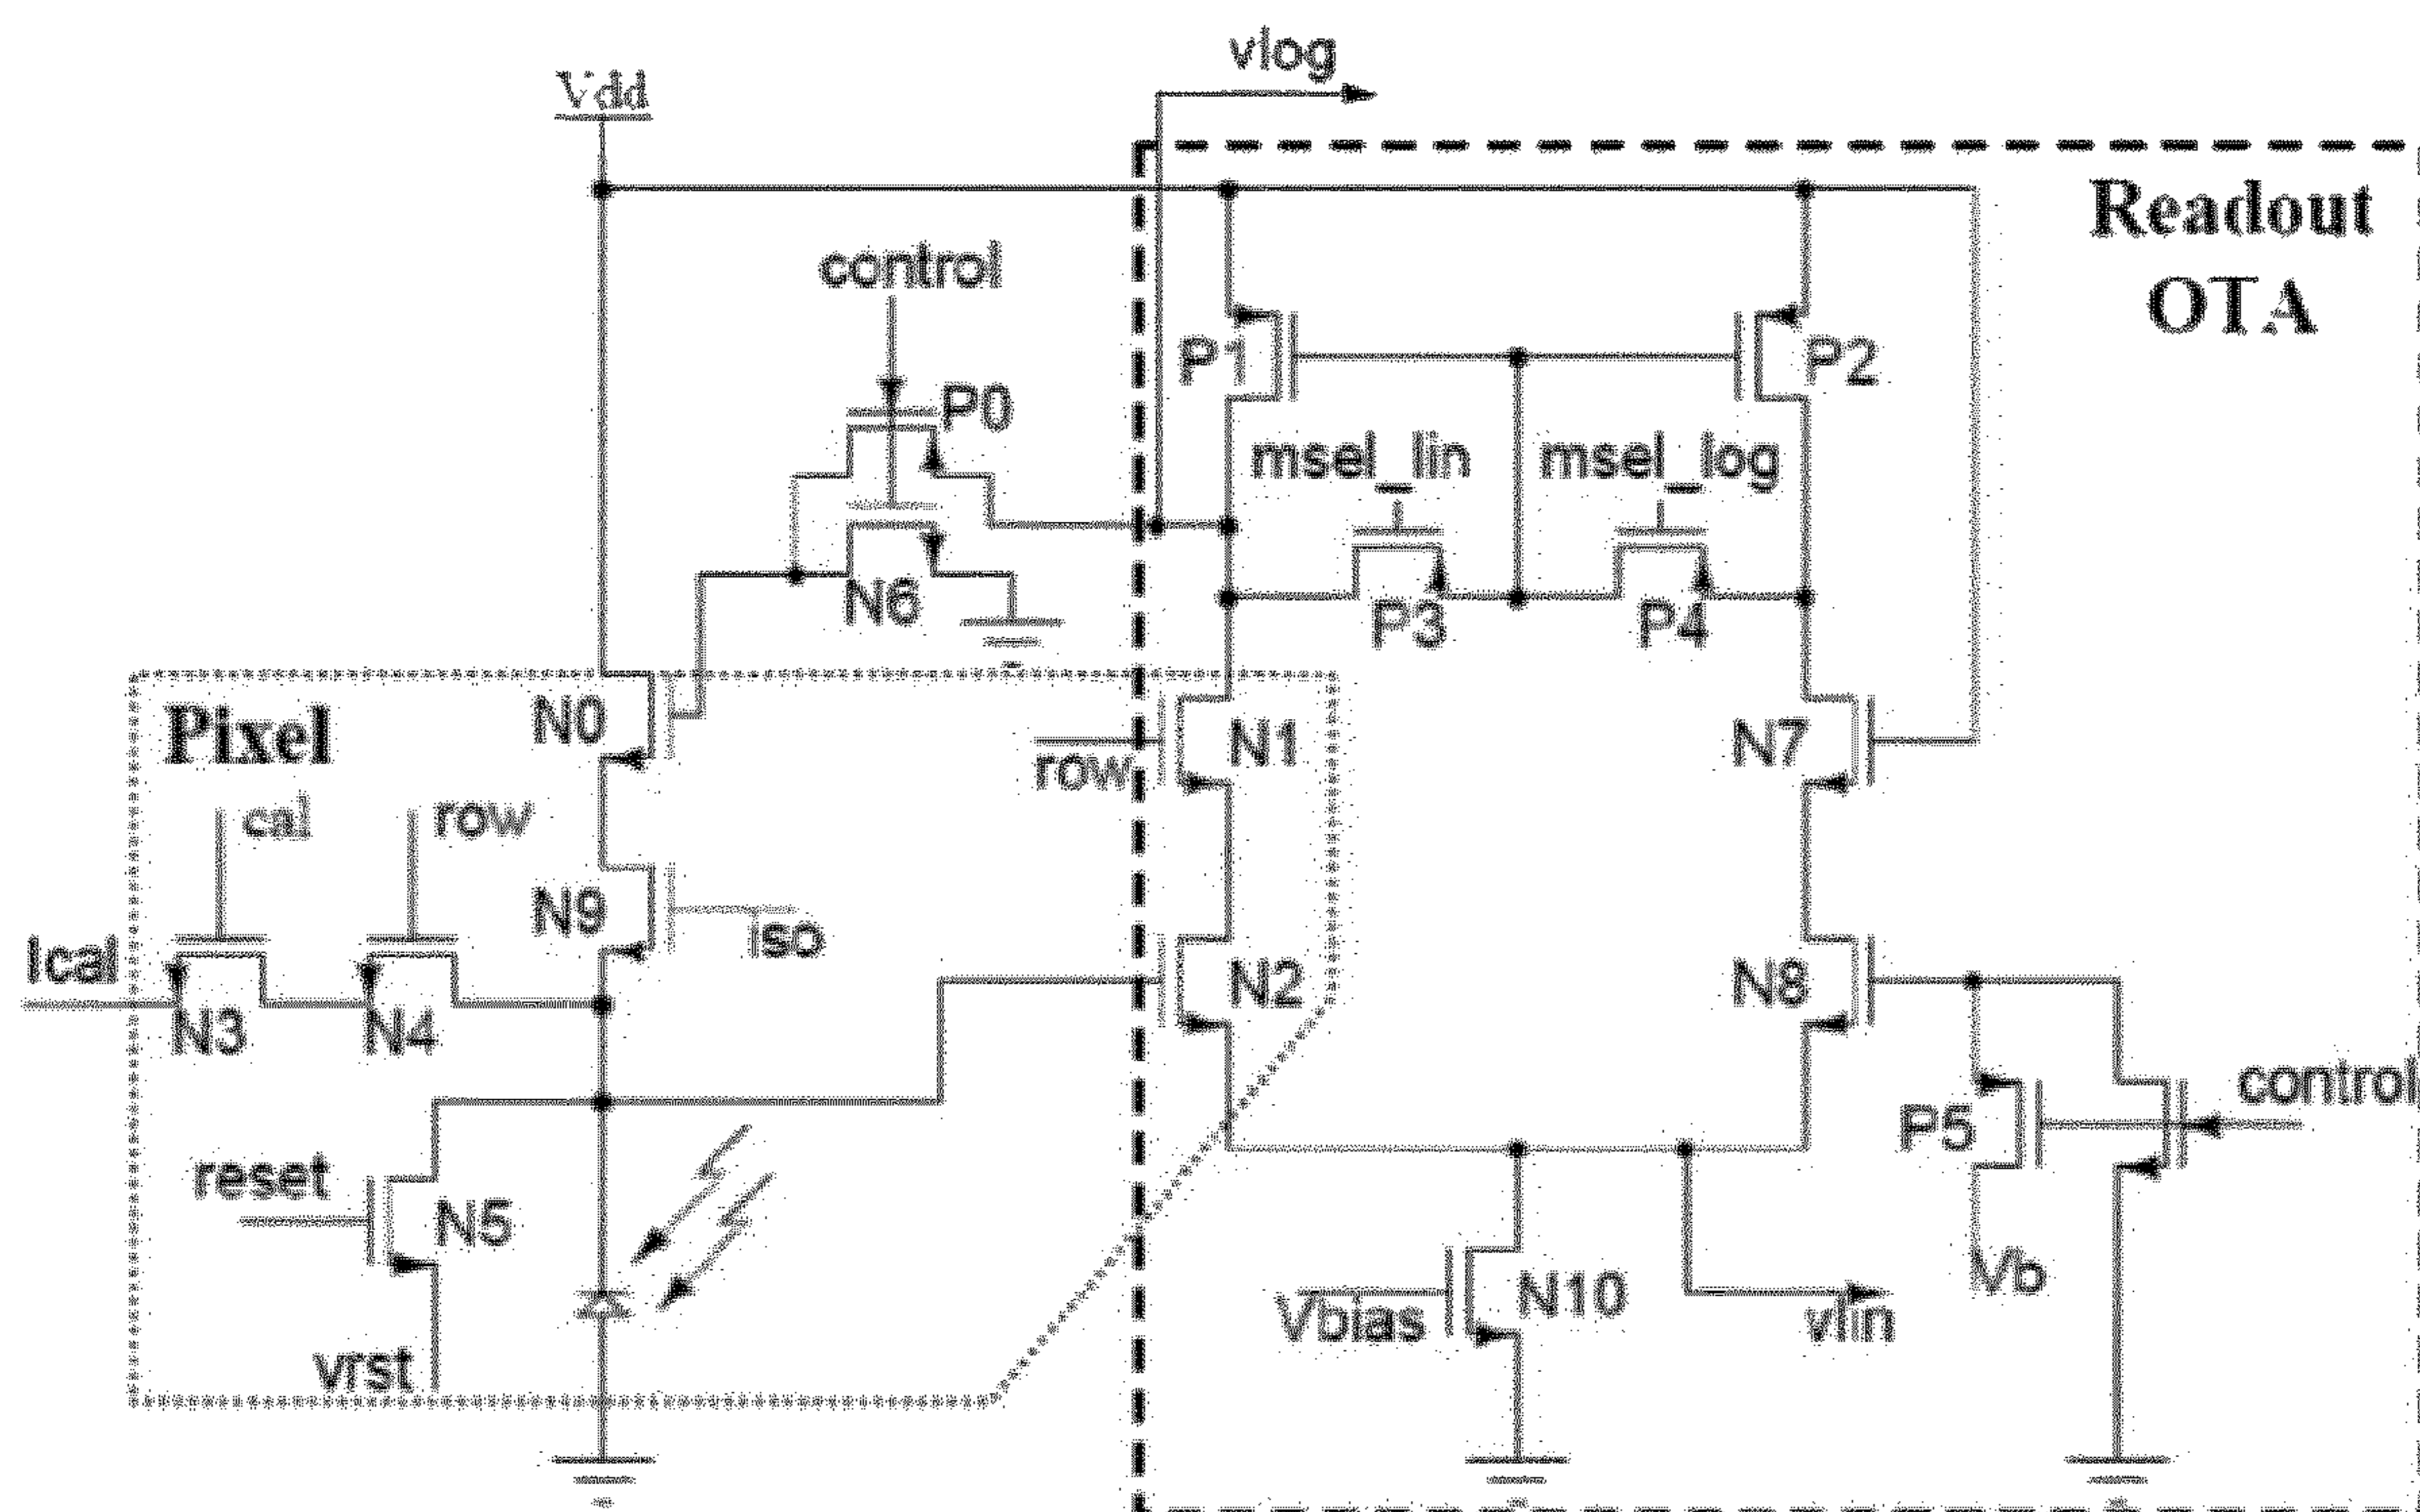 vlog
Vdd
Readout
OTA
control
P0
P1
P2
msel_lin
msel_log
N6
P3
P4
Pixel
N0
row
N1
N7
cal
row
N9
iso
Ical
N3
N4
N2
N8
control
P5
reset
N5
Vbias
N10
vlin
Vb
vrst